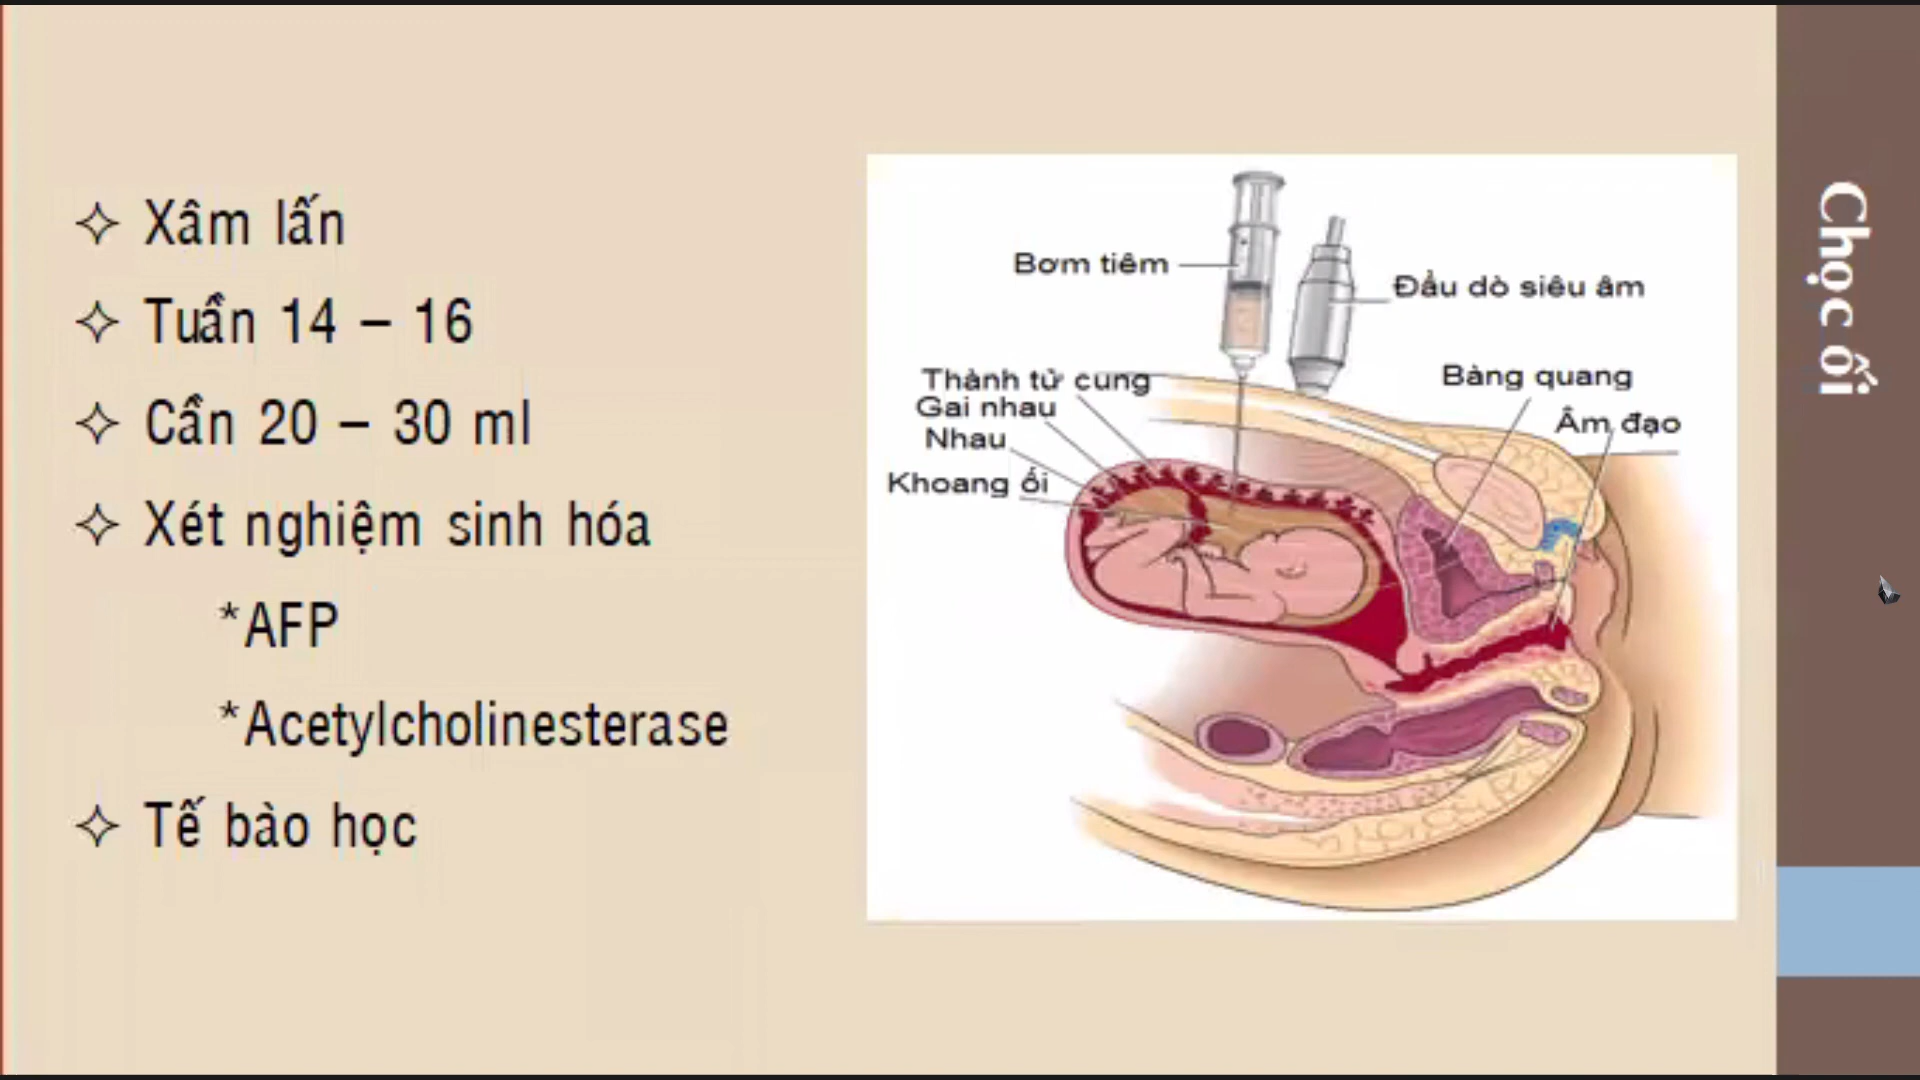 Xâm lấn
Tuần 14 – 16
Cần 20 – 30 ml
Xét nghiệm sinh hóa
*AFP
*Acetylcholinesterase
Tế bào học
Bơm tiêm
Đầu dò siêu âm
Thành tử cung
Gai nhau
Nhau
Khoang ối
Bàng quang
Âm đạo
Chọc ối